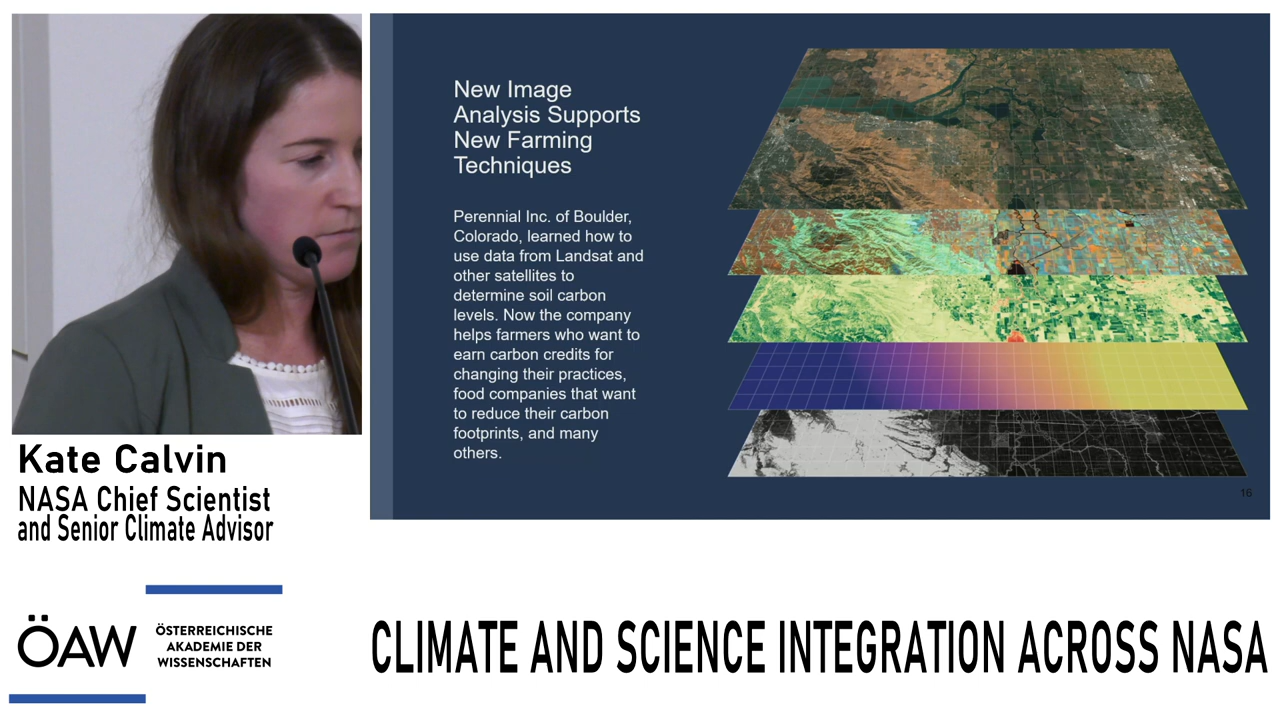 New Image
Analysis Supports
New Farming
Techniques
Perennial Inc. of Boulder,
Colorado, learned how to
use data from Landsat and
other satellites to
determine soil carbon
levels. Now the company
helps farmers who want to
earn carbon credits for
changing their practices,
food companies that want
to reduce their carbon
footprints, and many
others.
16
Kate Calvin
NASA Chief Scientist
and Senior Climate Advisor
ÖAW
ÖSTERREICHISCHE
AKADEMIE DER
WISSENSCHAFTEN
CLIMATE AND SCIENCE INTEGRATION ACROSS NASA